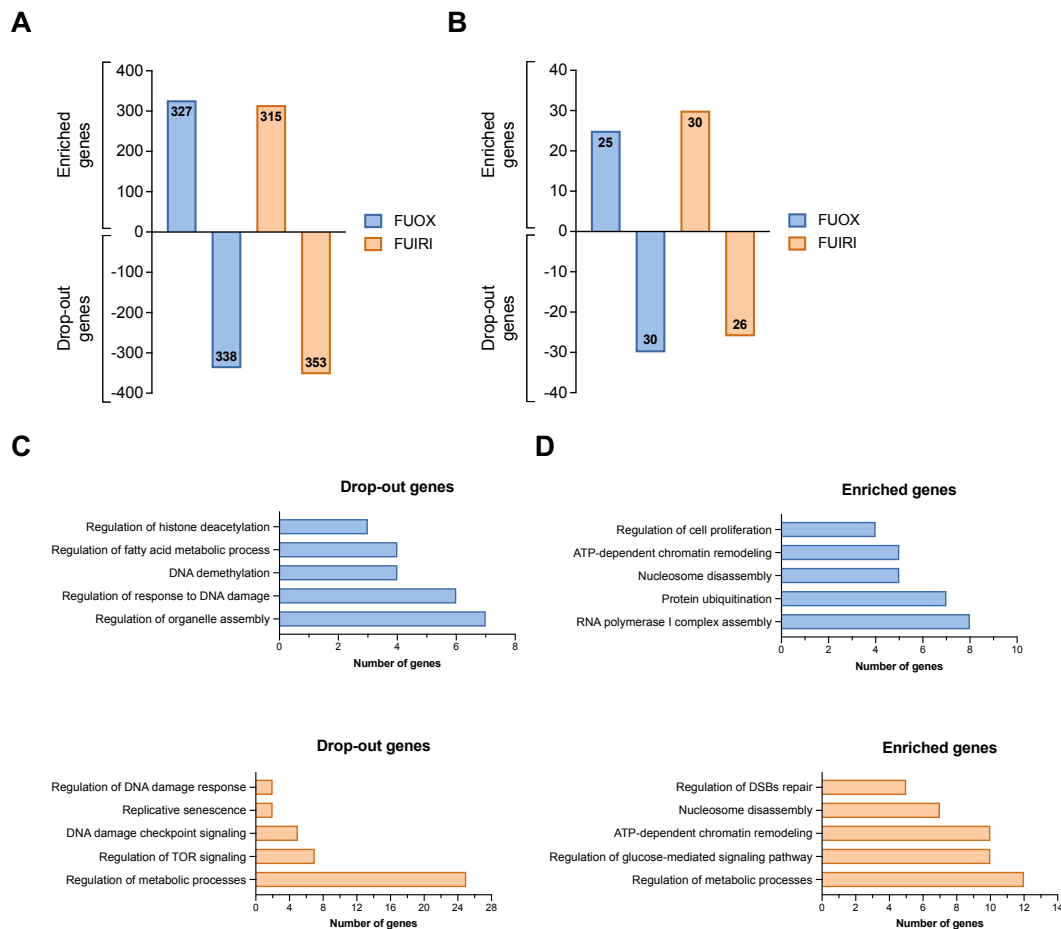 A
Enriched
genes
Drop-out
genes
400
300
200
100
0
-100
-200
-300
-400
327
338
315
353
FUOX
FUIRI
B
Enriched
genes
Drop-out
genes
40
30
20
10
0
-10
-20
-30
-40
25
30
30
26
FUOX
FUIRI
C
Drop-out genes
Regulation of histone deacetylation
Regulation of fatty acid metabolic process
DNA demethylation
Regulation of response to DNA damage
Regulation of organelle assembly
0 2 4 6 8
Number of genes
Drop-out genes
Regulation of DNA damage response
Replicative senescence
DNA damage checkpoint signaling
Regulation of TOR signaling
Regulation of metabolic processes
0 4 8 12 16 20 24 28
Number of genes
D
Enriched genes
Regulation of cell proliferation
ATP-dependent chromatin remodeling
Nucleosome disassembly
Protein ubiquitination
RNA polymerase I complex assembly
0 2 4 6 8 10
Number of genes
Enriched genes
Regulation of DSBs repair
Nucleosome disassembly
ATP-dependent chromatin remodeling
Regulation of glucose-mediated signaling pathway
Regulation of metabolic processes
0 2 4 6 8 10 12 14
Number of genes